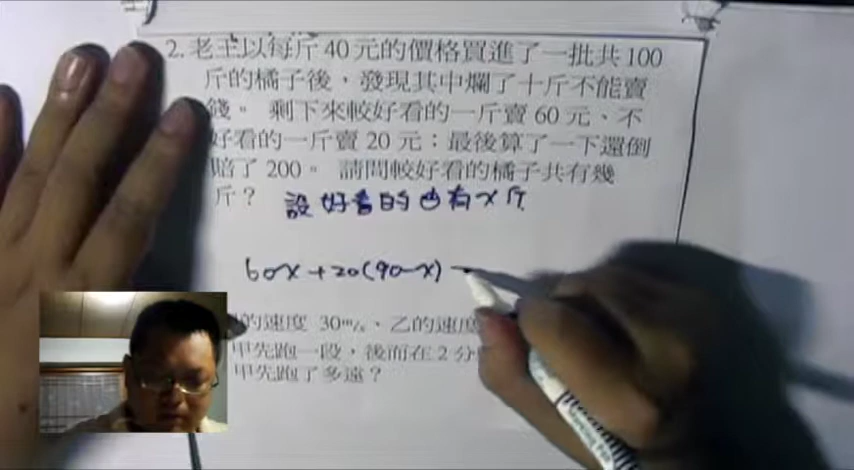 2. 老王以每斤 40 元的價格買進了一批共 100
斤的橘子後，發現其中爛了十斤不能賣
錢。 剩下來較好看的一斤賣 60 元、不
好看的一斤賣 20 元；最後算了一下還倒
賠了 200。 請問較好看的橘子共有幾
斤？ 設好看的 有 x 斤
60x + 20(90-x) -
的速度 30m/s、乙的速度
甲先跑一段，後而在 2 分
甲先跑了多遠？